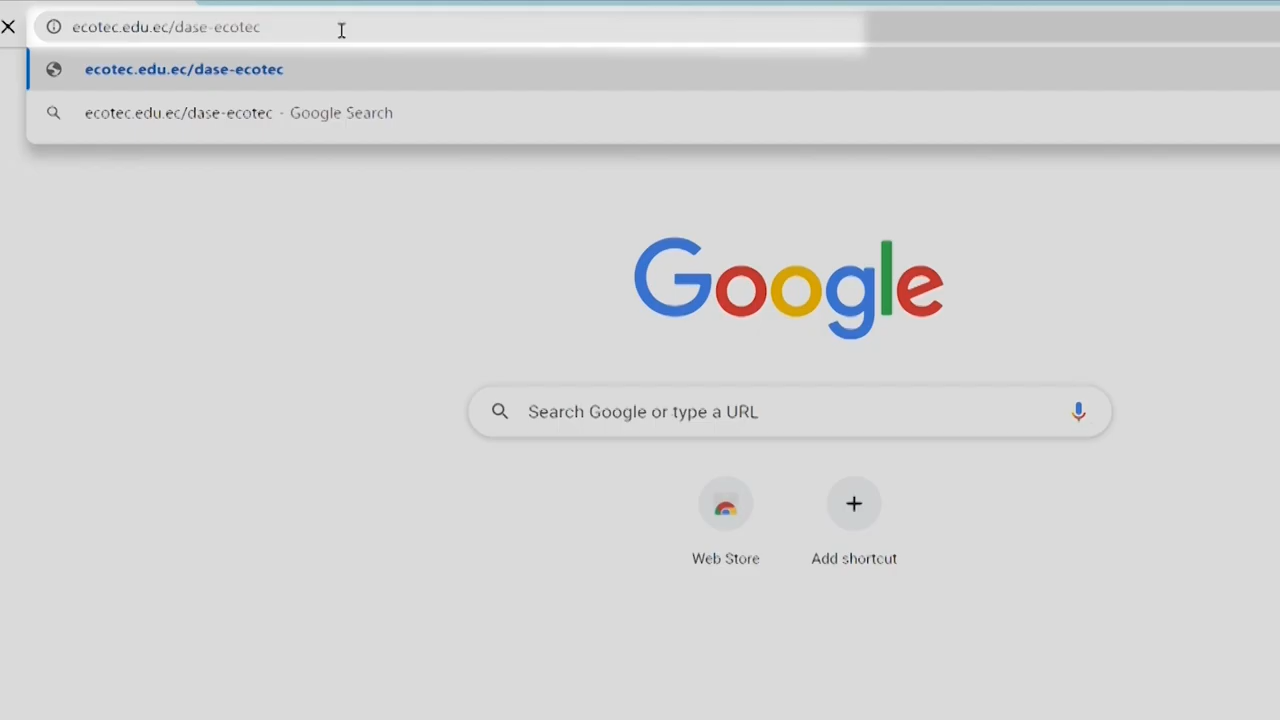 ecotec.edu.ec/dase-ecotec
ecotec.edu.ec/dase-ecotec
ecotec.edu.ec/dase-ecotec - Google Search
Google
Search Google or type a URL
Web Store
Add shortcut